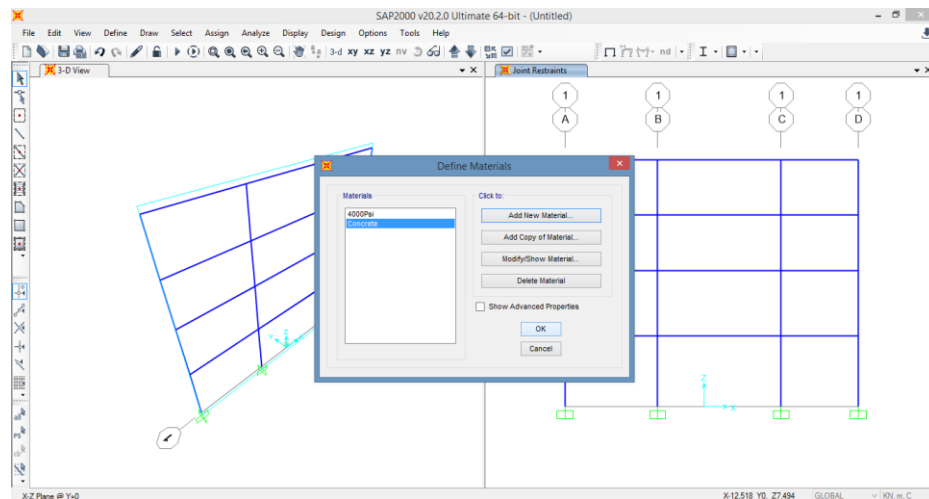 SAP2000 v20.2.0 Ultimate 64-bit - (Untitled)
File Edit View Define Draw Select Assign Analyze Display Design Options Tools Help
3-d xy xz yz nv
nd
3-D View
Joint Restraints
1 1 1 1
A B C D
Define Materials
Materials
4000Psi
Concrete
Click to:
Add New Material...
Add Copy of Material...
Modify/Show Material...
Delete Material
Show Advanced Properties
OK
Cancel
Y Z
Z
X
all
PS
clr
X-Z Plane @ Y=0
X-12.518 Y0, Z7.494
GLOBAL
KN, m, C